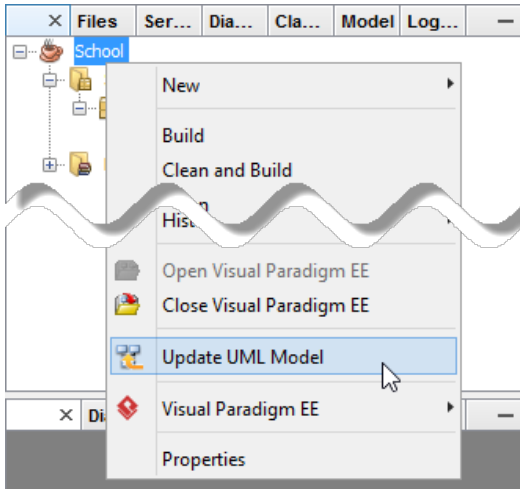 Files Ser... Dia... Cla... Model Log...
School
New
Build
Clean and Build
Open Visual Paradigm EE
Close Visual Paradigm EE
Update UML Model
Visual Paradigm EE
Properties